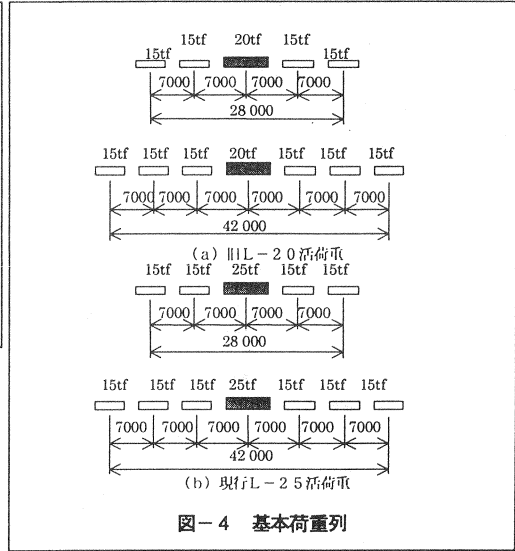 15tf 15tf 20tf 15tf 15tf
7000 7000 7000 7000
28 000
15tf 15tf 15tf 20tf 15tf 15tf 15tf
7000 7000 7000 7000 7000 7000
42 000
(a) 旧L－20活荷重
15tf 15tf 25tf 15tf 15tf
7000 7000 7000 7000
28 000
15tf 15tf 15tf 25tf 15tf 15tf 15tf
7000 7000 7000 7000 7000 7000
42 000
(b) 現行L－25活荷重
図－4 基本荷重列